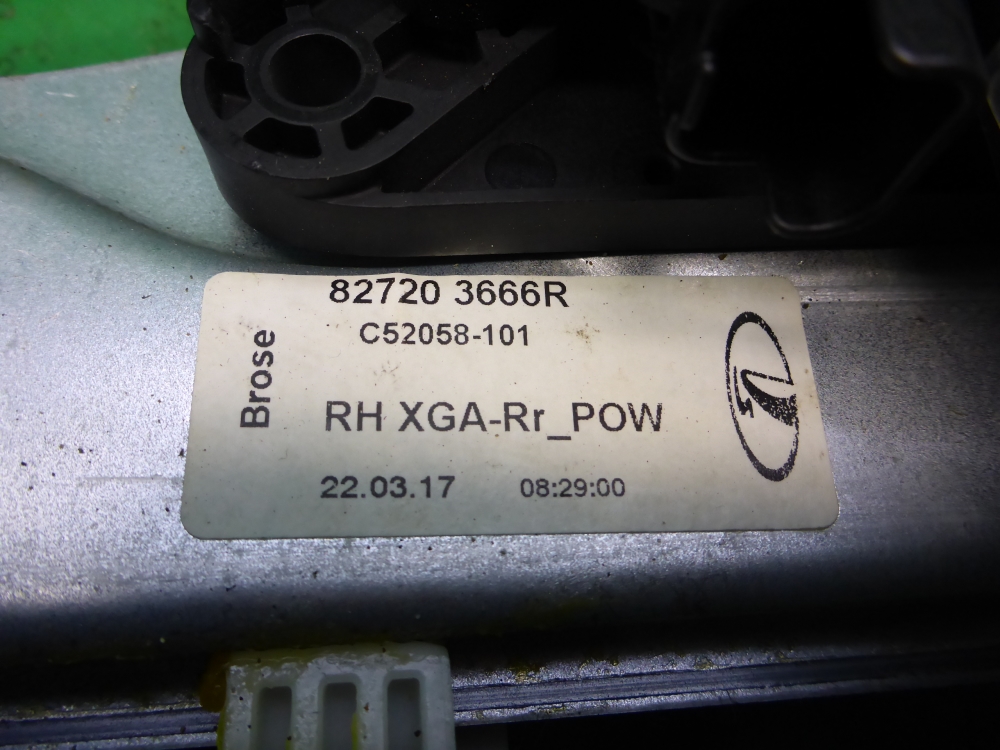 82720 3666R
C52058-101
Brose
RH XGA-Rr_POW
22.03.17 08:29:00